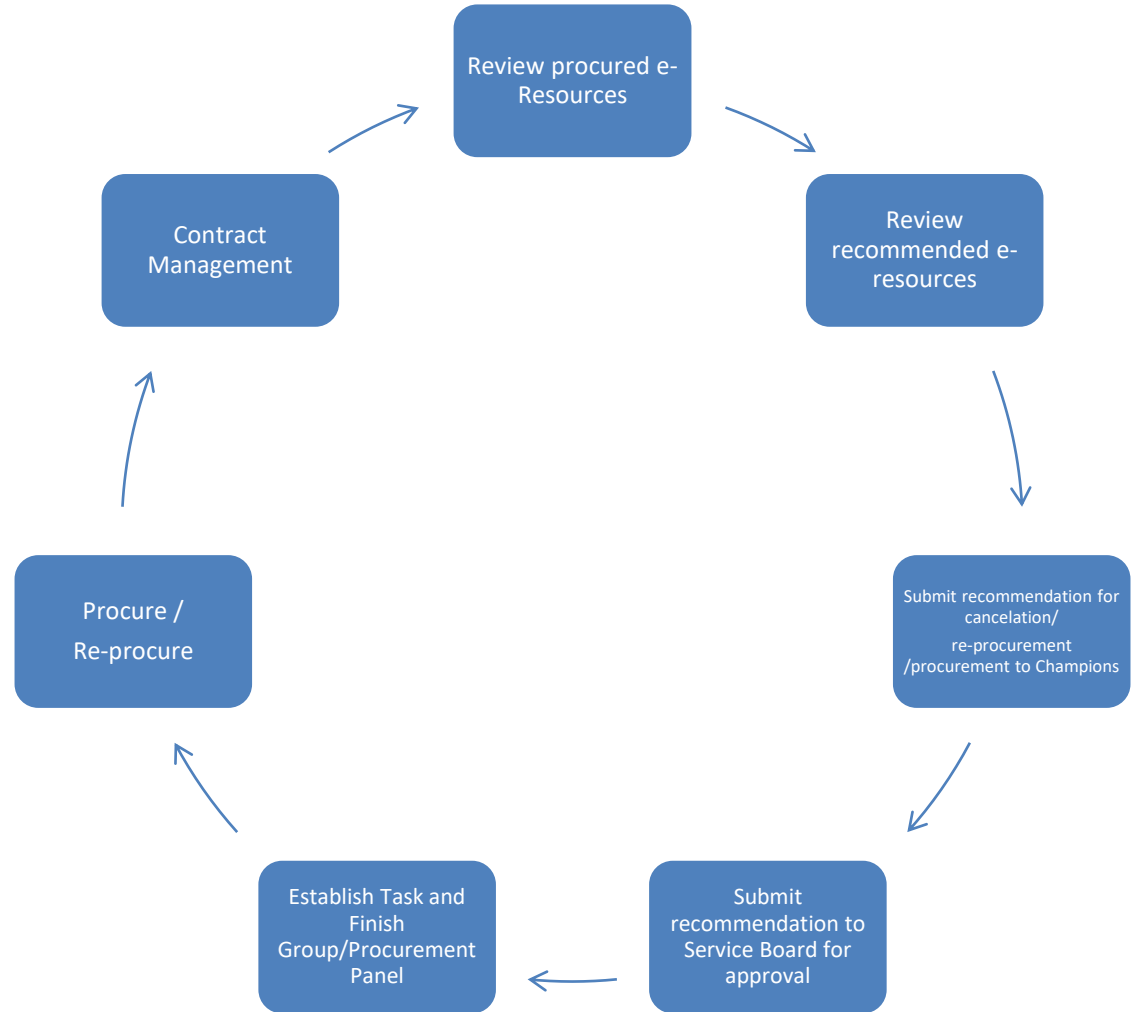 Review procured e-
Resources
Review
recommended e-
resources
Submit recommendation for
cancelation/
re-procurement
/procurement to Champions
Submit
recommendation to
Service Board for
approval
Establish Task and
Finish
Group/Procurement
Panel
Procure /
Re-procure
Contract
Management